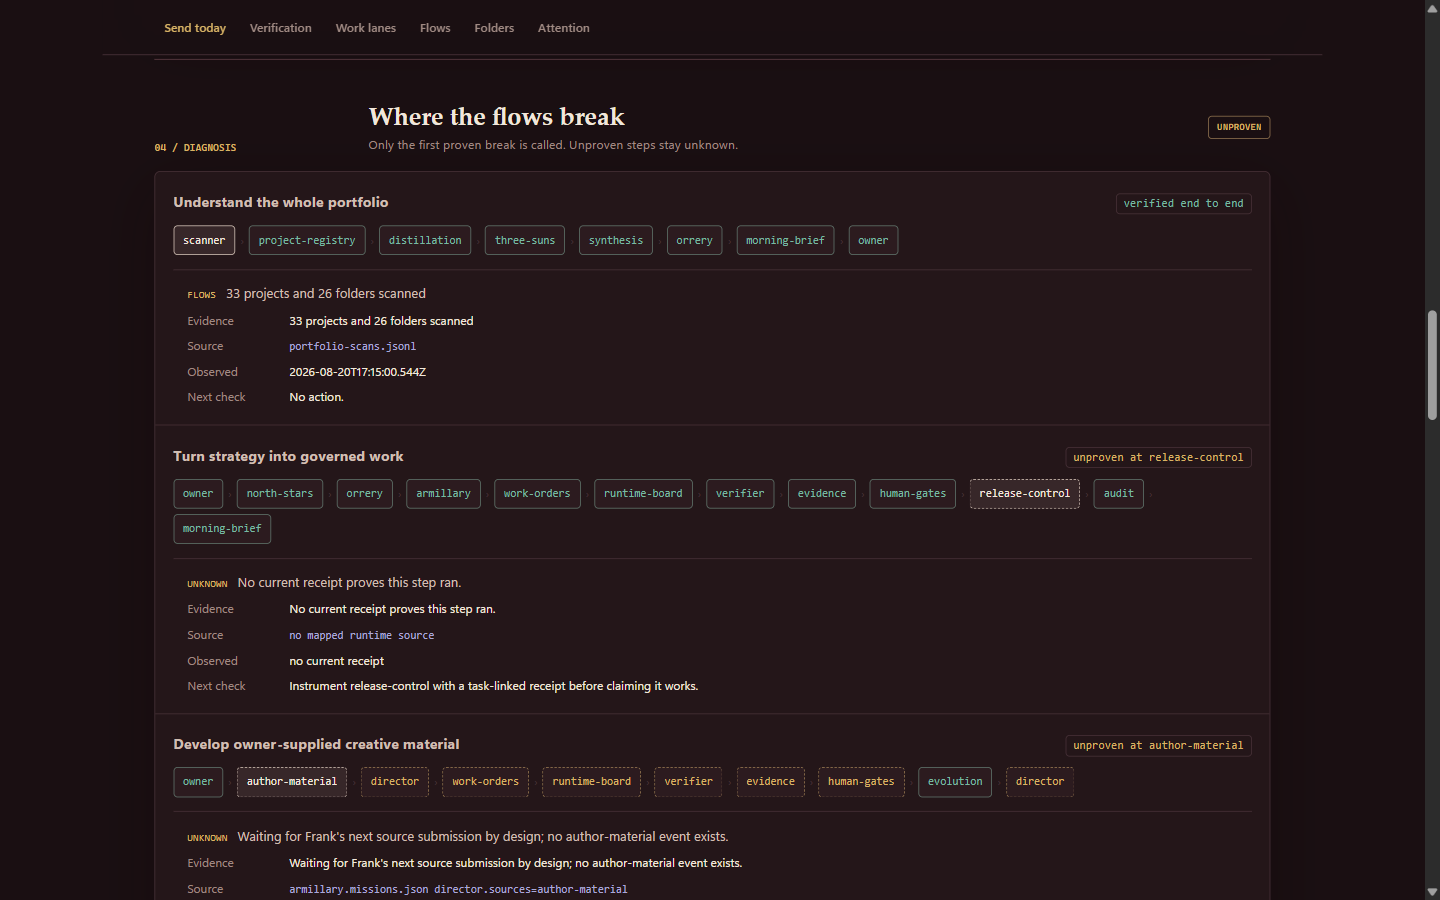 Send today Verification Work lanes Flows Folders Attention
Where the flows break
04 / DIAGNOSIS
Only the first proven break is called. Unproven steps stay unknown.
UNPROVEN
Understand the whole portfolio
verified end to end
scanner project-registry distillation three-suns synthesis orrery morning-brief owner
FLOWS 33 projects and 26 folders scanned
Evidence 33 projects and 26 folders scanned
Source portfolio-scans.jsonl
Observed 2026-08-20T17:15:00.544Z
Next check No action.
Turn strategy into governed work
unproven at release-control
owner north-stars orrery armillary work-orders runtime-board verifier evidence human-gates release-control audit
morning-brief
UNKNOWN No current receipt proves this step ran.
Evidence No current receipt proves this step ran.
Source no mapped runtime source
Observed no current receipt
Next check Instrument release-control with a task-linked receipt before claiming it works.
Develop owner-supplied creative material
unproven at author-material
owner author-material director work-orders runtime-board verifier evidence human-gates evolution director
UNKNOWN Waiting for Frank's next source submission by design; no author-material event exists.
Evidence Waiting for Frank's next source submission by design; no author-material event exists.
Source armillary.missions.json director.sources=author-material